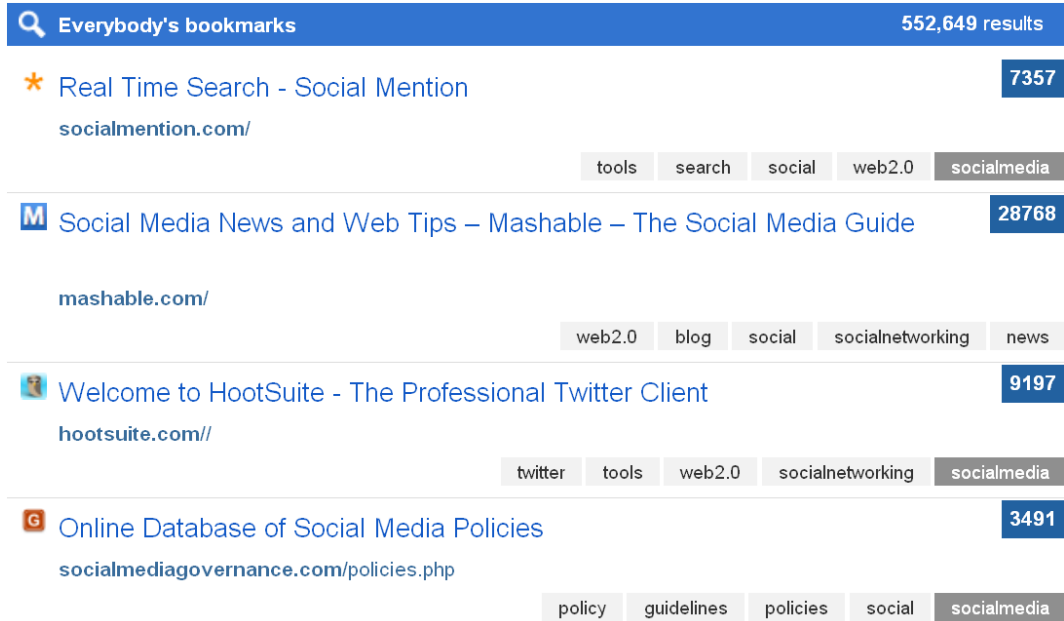 Everybody's bookmarks 552,649 results
Real Time Search - Social Mention 7357
socialmention.com/
tools search social web2.0 socialmedia
M Social Media News and Web Tips – Mashable – The Social Media Guide 28768
mashable.com/
web2.0 blog social socialnetworking news
Welcome to HootSuite - The Professional Twitter Client 9197
hootsuite.com//
twitter tools web2.0 socialnetworking socialmedia
G Online Database of Social Media Policies 3491
socialmediagovernance.com/policies.php
policy guidelines policies social socialmedia